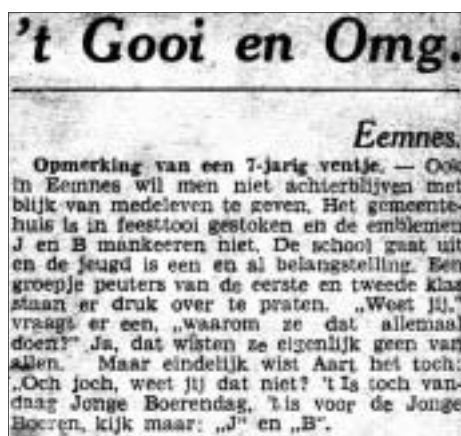 't Gooi en Omg.
Eemnes.
Opmerking van een 7-jarig ventje. — Ook
in Eemnes wil men niet achterblijven met
blijk van medeleven te geven. Het gemeente-
huis is in feesttooi gestoken en de emblemen
J en B mankeeren niet. De school gaat uit
en de jeugd is een en al belangstelling. Een
groepje peuters van de eerste en tweede klas
staan er druk over te praten. „Weet jij,"
vraagt er een, „waarom ze dat allemaal
doen?" Ja, dat wisten ze eigenlijk geen van
allen. Maar eindelijk wist Aart het toch:
„Och joch, weet jij dat niet? 't Is toch van-
daag Jonge Boerendag, 't is voor de Jonge
Boeren, kijk maar: „J" en „B".